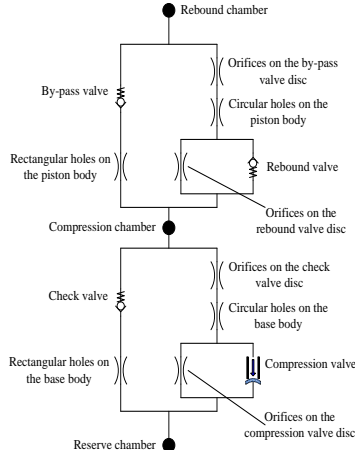 Rebound chamber
Orifices on the by-pass
valve disc
By-pass valve
Circular holes on the
piston body
Rectangular holes on
the piston body
Rebound valve
Orifices on the
rebound valve disc
Compression chamber
Orifices on the check
valve disc
Check valve
Circular holes on the
base body
Rectangular holes on
the base body
Compression valve
Orifices on the
compression valve disc
Reserve chamber